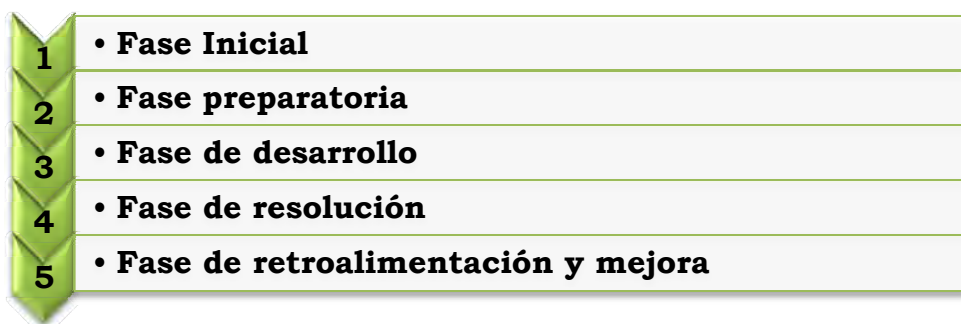 1 • Fase Inicial
2 • Fase preparatoria
3 • Fase de desarrollo
4 • Fase de resolución
5 • Fase de retroalimentación y mejora